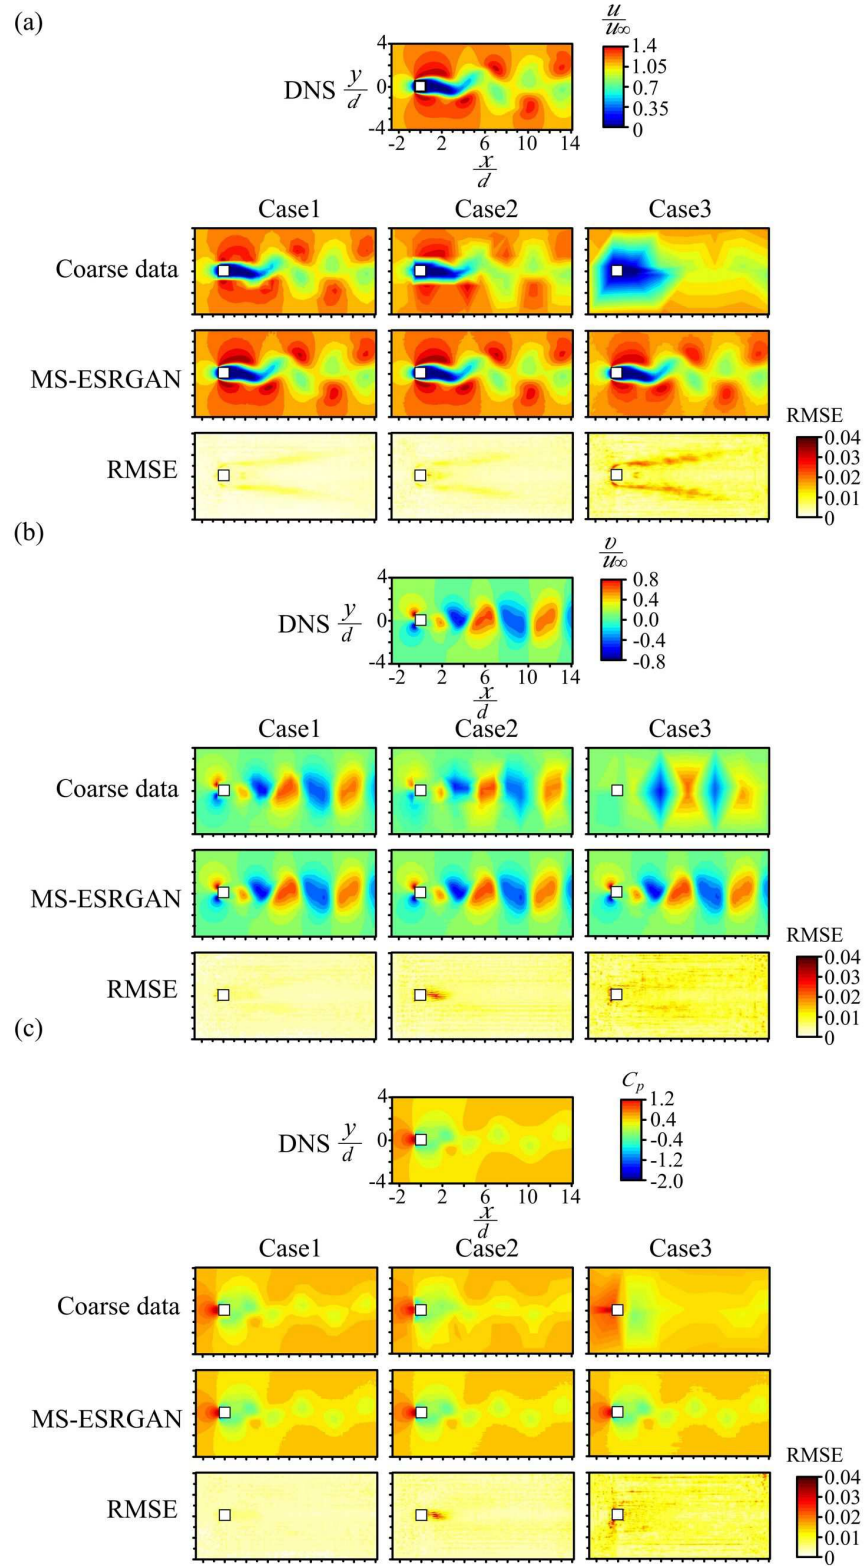 (a)
u
u∞
4
1.4
1.05
DNS y/d 0
0.7
0.35
-4
0
-2 2 6 10 14
x/d
Case1 Case2 Case3
Coarse data
MS-ESRGAN
RMSE
0.04
RMSE
0.03
0.02
0.01
0
(b)
v
u∞
4
0.8
0.4
DNS y/d 0
0.0
-0.4
-4
-0.8
-2 2 6 10 14
x/d
Case1 Case2 Case3
Coarse data
MS-ESRGAN
RMSE
0.04
RMSE
0.03
0.02
0.01
0
(c)
Cp
4
1.2
0.4
DNS y/d 0
-0.4
-1.2
-4
-2.0
-2 2 6 10 14
x/d
Case1 Case2 Case3
Coarse data
MS-ESRGAN
RMSE
0.04
RMSE
0.03
0.02
0.01
0